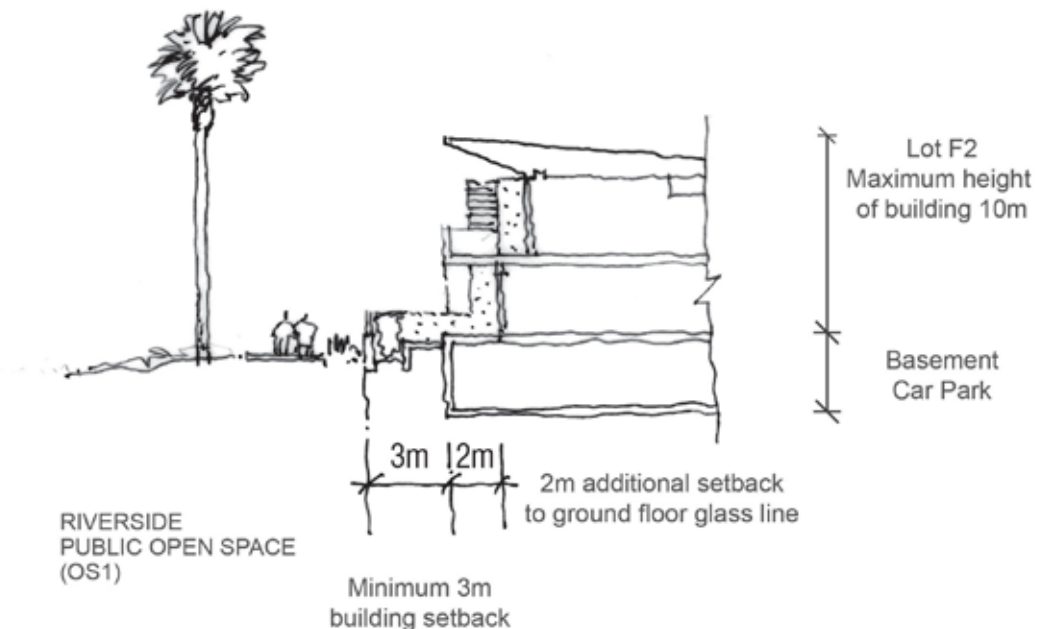 Lot F2
Maximum height
of building 10m
Basement
Car Park
3m
2m
2m additional setback
to ground floor glass line
RIVERSIDE
PUBLIC OPEN SPACE
(OS1)
Minimum 3m
building setback